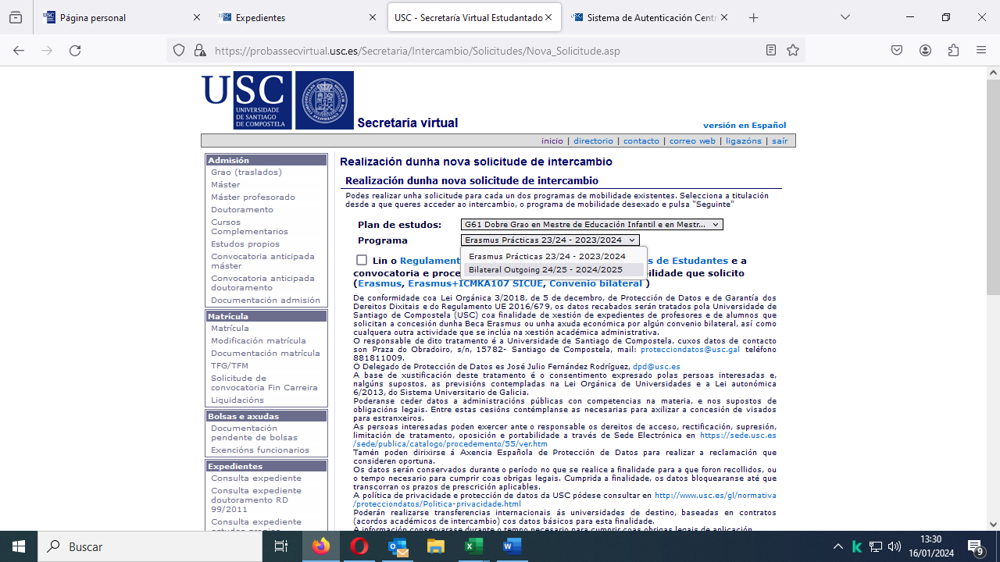 Página personal
Expedientes
USC - Secretaría Virtual Estudantado
Sistema de Autenticación Cent
https://probassecvirtual.usc.es/Secretaria/Intercambio/Solicitudes/Nova_Solicitude.asp
USC
UNIVERSIDADE
DE SANTIAGO
DE COMPOSTELA
Secretaría virtual
versión en Español
inicio | directorio | contacto | correo web | ligazóns | saír
Admisión
Grao (traslados)
Máster
Máster profesorado
Doutoramento
Cursos
Complementarios
Estudos propios
Convocatoria anticipada
máster
Convocatoria anticipada
doutoramento
Documentación admisión
Matrícula
Matrícula
Modificación matrícula
Documentación matrícula
TFG/TFM
Solicitude de
convocatoria Fin Carreira
Liquidacións
Bolsas e axudas
Documentación
pendente de bolsas
Exencións funcionarios
Expedientes
Consulta expediente
Consulta expediente
doutoramento RD
99/2011
Consulta expediente
Realización dunha nova solicitude de intercambio
Realización dunha nova solicitude de intercambio
Podes realizar unha solicitude para cada un dos programas de mobilidade existentes. Selecciona a titulación
desde a que queres acceder ao intercambio, o programa de mobilidade desexado e pulsa "Seguinte"
Plan de estudos: G61 Dobre Grao en Mestre de Educación Infantil e en Mestr...
Programa Erasmus Prácticas 23/24 - 2023/2024
Erasmus Prácticas 23/24 - 2023/2024
Bilateral Outgoing 24/25 - 2024/2025
Lin o Regulament s de Estudantes e a
convocatoria e proce bilidade que solicito
(Erasmus, Erasmus+ICMKA107 SICUE, Convenio bilateral )
De conformidade coa Lei Orgánica 3/2018, de 5 de decembro, de Protección de Datos e de Garantía dos
Dereitos Dixitais e do Regulamento UE 2016/679, os datos recabados serán tratados pola Universidade de
Santiago de Compostela (USC) coa finalidade de xestión de expedientes de profesores e de alumnos que
solicitan a concesión dunha Beca Erasmus ou unha axuda económica por algún convenio bilateral, así como
cualquera outra actividade que se inclúa na xestión académica administrativa.
O responsable de dito tratamento é a Universidade de Santiago de Compostela, cuxos datos de contacto
son Praza do Obradoiro, s/n, 15782- Santiago de Compostela, mail: protecciondatos@usc.gal teléfono
881811009.
O Delegado de Protección de Datos es José Julio Fernández Rodríguez, dpd@usc.es
A base de xustificación deste tratamento é o consentimento expresado polas persoas interesadas e,
nalgúns supostos, as previsións contempladas na Lei Orgánica de Universidades e a Lei autonómica
6/2013, do Sistema Universitario de Galicia.
Poderanse ceder datos a administracións públicas con competencias na materia, e nos supostos de
obligacións legais. Entre estas cesións contémplanse as necesarias para axilizar a concesión de visados
para estranxeiros.
As persoas interesadas poden exercer ante o responsable os dereitos de acceso, rectificación, supresión,
limitación de tratamento, oposición e portabilidade a través de Sede Electrónica en https://sede.usc.es
/sede/publica/catalogo/procedemento/55/ver.htm
Tamén poden dirixirse á Axencia Española de Protección de Datos para realizar a reclamación que
consideren oportuna.
Os datos serán conservados durante o período no que se realice a finalidade para a que foron recollidos, ou
o tempo necesario para cumprir coas obrigas legais. Cumprida a finalidade, os datos bloquearanse até que
transcorran os prazos de prescrición aplicables.
A política de privacidade e protección de datos da USC pódese consultar en http://www.usc.es/gl/normativa
/protecciondatos/Politica-privacidade.html
Poderán realizarse transferencias internacionais ás universidades de destino, baseadas en contratos
(acordos académicos de intercambio) cos datos básicos para esta finalidade.
A información conservarase durante o tempo necesario para cumprir coas obrigas legais de aplicación
Buscar
13:30
16/01/2024
9